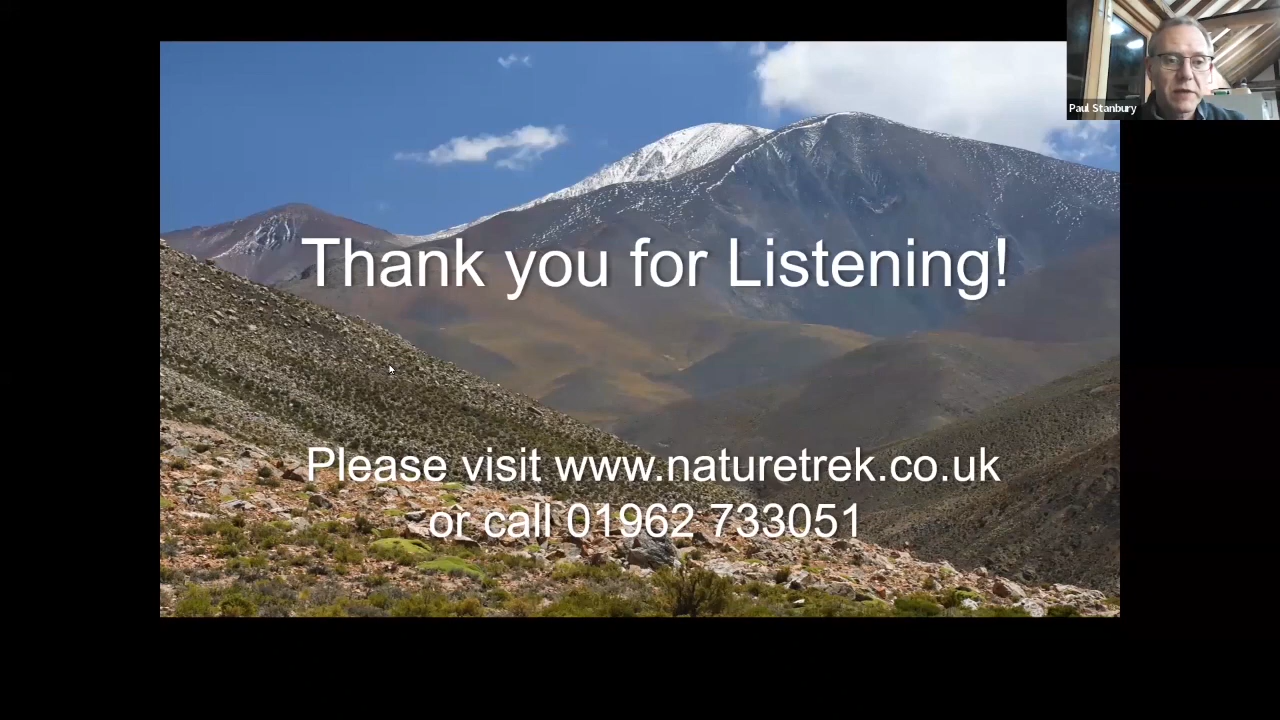 Paul Stanbury
Thank you for Listening!
Please visit www.naturetrek.co.uk
or call 01962 733051